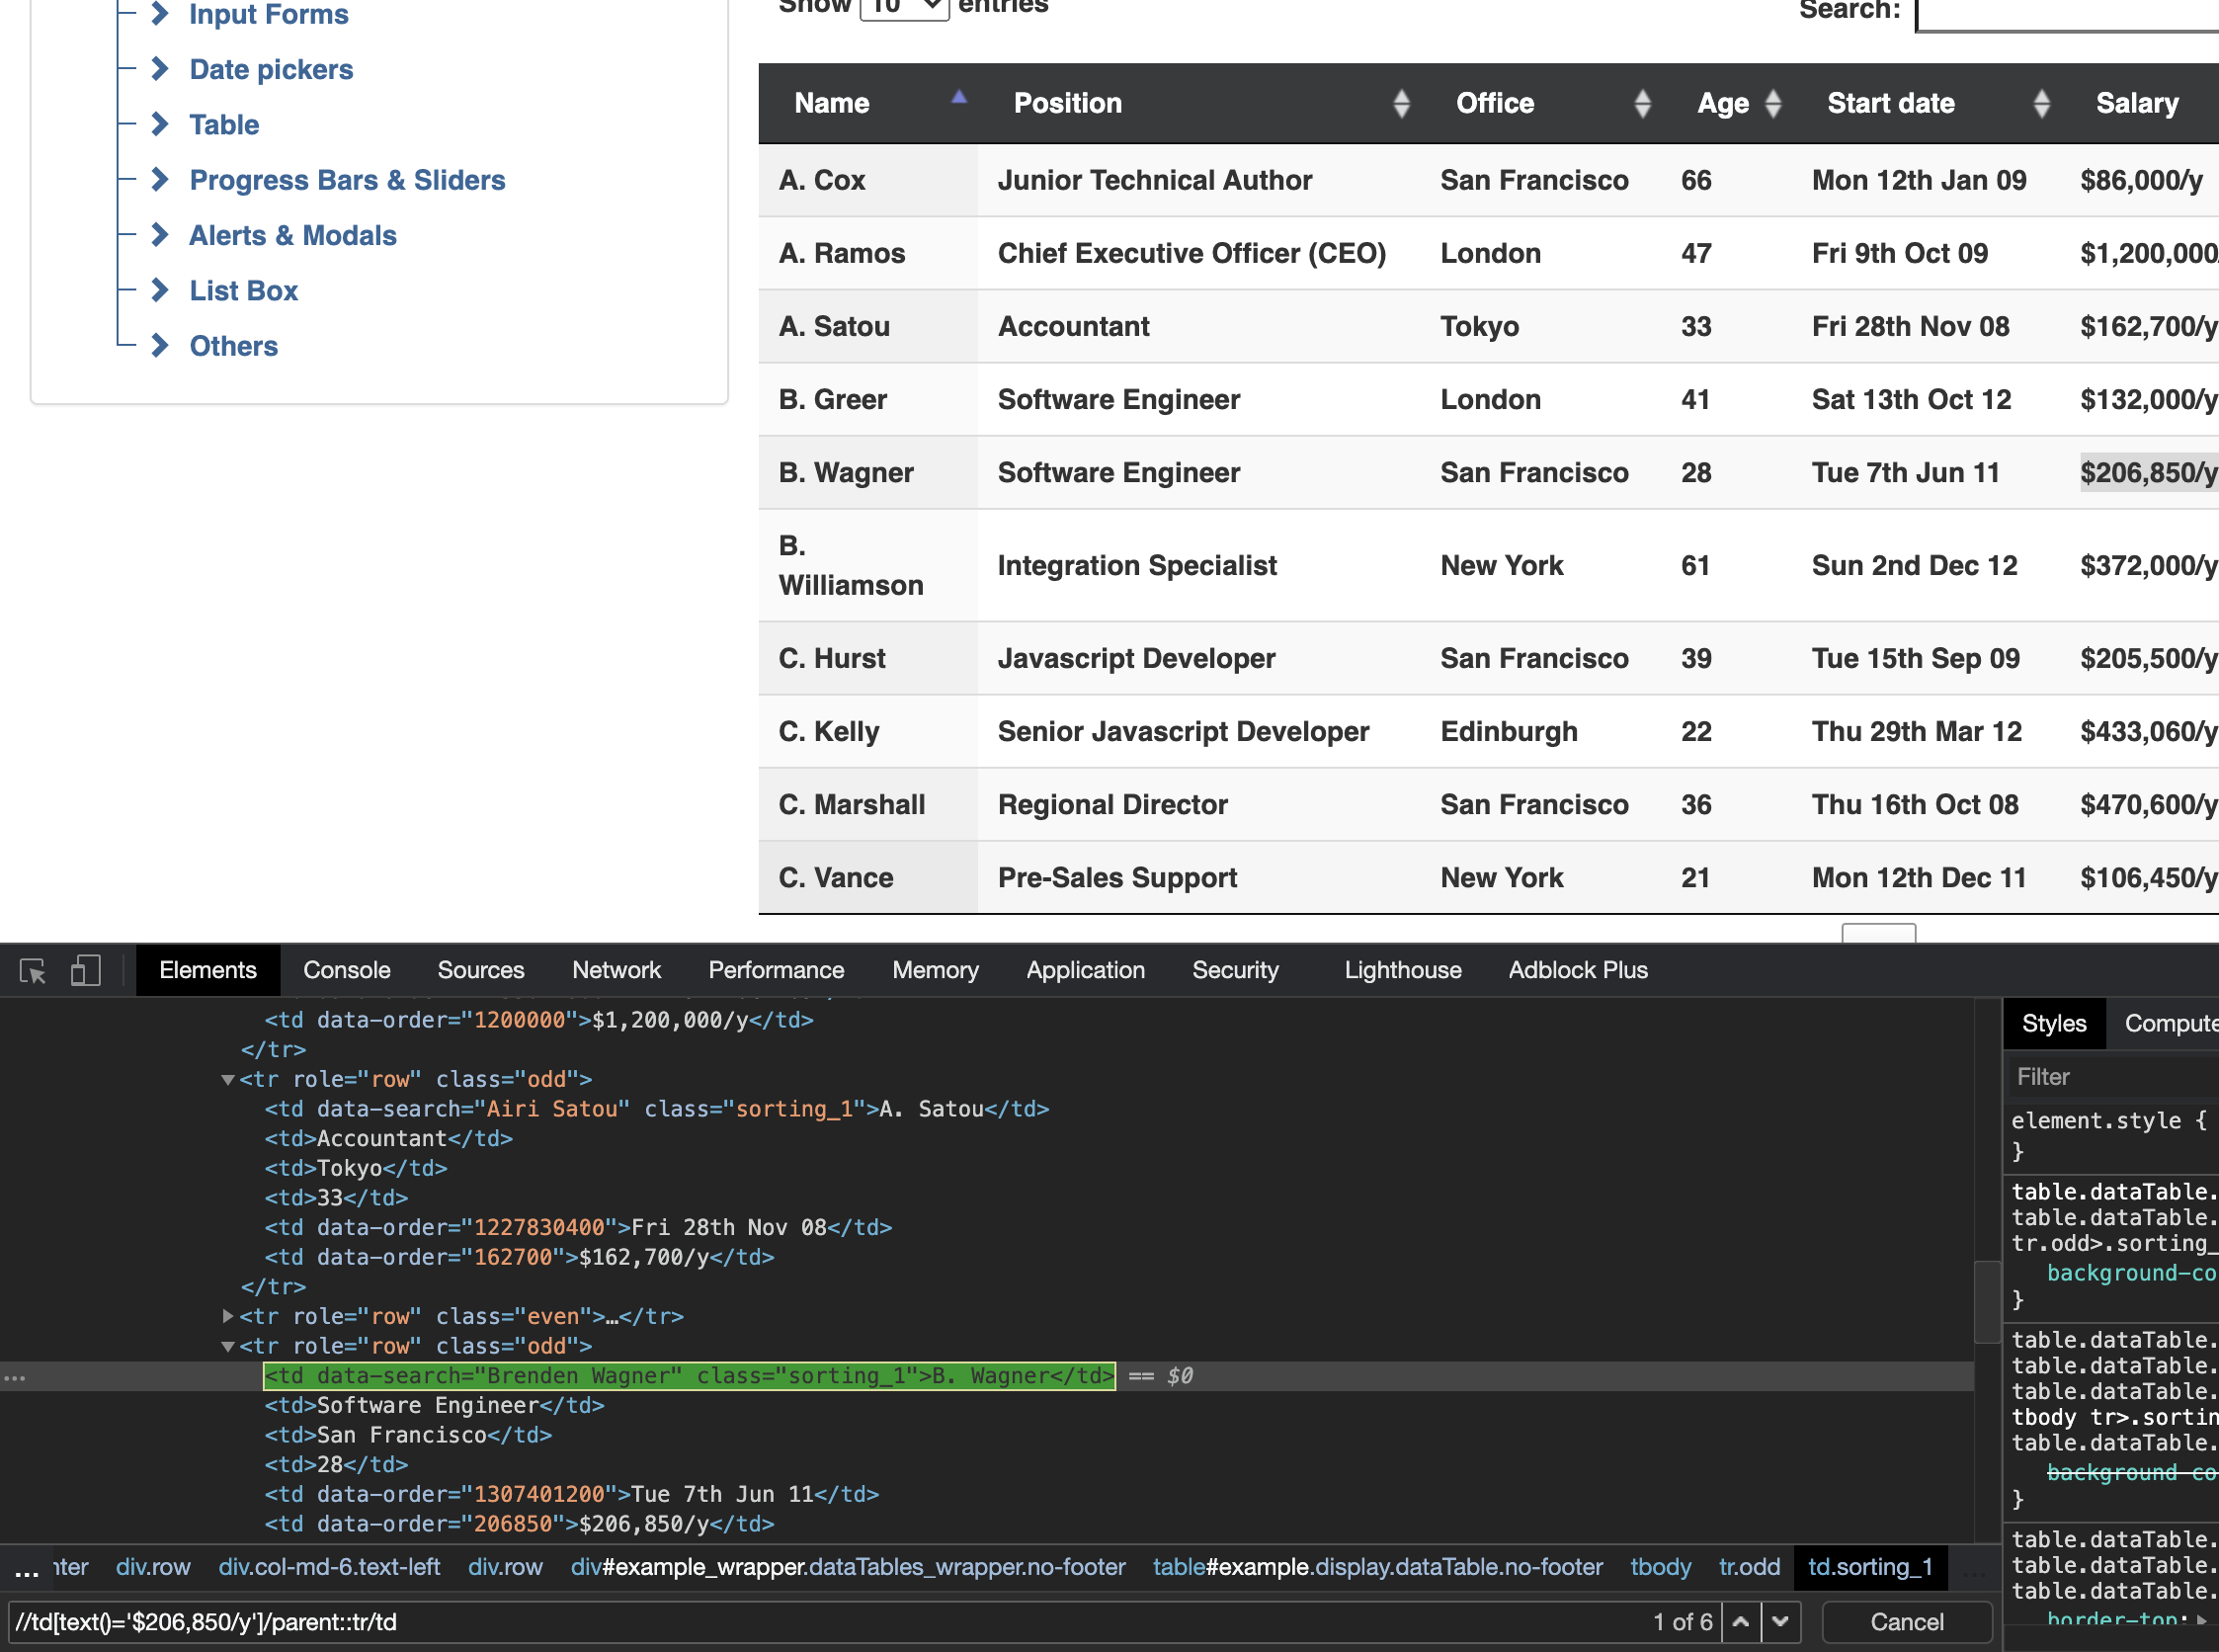 Input Forms
Date pickers
Table
Progress Bars & Sliders
Alerts & Modals
List Box
Others
Show 10 entries
Search:
Name Position Office Age Start date Salary
A. Cox Junior Technical Author San Francisco 66 Mon 12th Jan 09 $86,000/y
A. Ramos Chief Executive Officer (CEO) London 47 Fri 9th Oct 09 $1,200,000/
A. Satou Accountant Tokyo 33 Fri 28th Nov 08 $162,700/y
B. Greer Software Engineer London 41 Sat 13th Oct 12 $132,000/y
B. Wagner Software Engineer San Francisco 28 Tue 7th Jun 11 $206,850/y
B. Williamson Integration Specialist New York 61 Sun 2nd Dec 12 $372,000/y
C. Hurst Javascript Developer San Francisco 39 Tue 15th Sep 09 $205,500/y
C. Kelly Senior Javascript Developer Edinburgh 22 Thu 29th Mar 12 $433,060/y
C. Marshall Regional Director San Francisco 36 Thu 16th Oct 08 $470,600/y
C. Vance Pre-Sales Support New York 21 Mon 12th Dec 11 $106,450/y
Elements Console Sources Network Performance Memory Application Security Lighthouse Adblock Plus
<td data-order="1200000">$1,200,000/y</td>
</tr>
<tr role="row" class="odd">
<td data-search="Airi Satou" class="sorting_1">A. Satou</td>
<td>Accountant</td>
<td>Tokyo</td>
<td>33</td>
<td data-order="1227830400">Fri 28th Nov 08</td>
<td data-order="162700">$162,700/y</td>
</tr>
<tr role="row" class="even">…</tr>
<tr role="row" class="odd">
... <td data-search="Brenden Wagner" class="sorting_1">B. Wagner</td> == $0
<td>Software Engineer</td>
<td>San Francisco</td>
<td>28</td>
<td data-order="1307401200">Tue 7th Jun 11</td>
<td data-order="206850">$206,850/y</td>
Styles Compute
Filter
element.style {
}
table.dataTable.
table.dataTable.
tr.odd>.sorting_
background-co
}
table.dataTable.
table.dataTable.
table.dataTable.
tbody tr>.sortin
table.dataTable.
background-co
}
table.dataTable.
table.dataTable.
table.dataTable.
border-top:
... nter div.row div.col-md-6.text-left div.row div#example_wrapper.dataTables_wrapper.no-footer table#example.display.dataTable.no-footer tbody tr.odd td.sorting_1 ...
//td[text()='$206,850/y']/parent::tr/td 1 of 6 Cancel